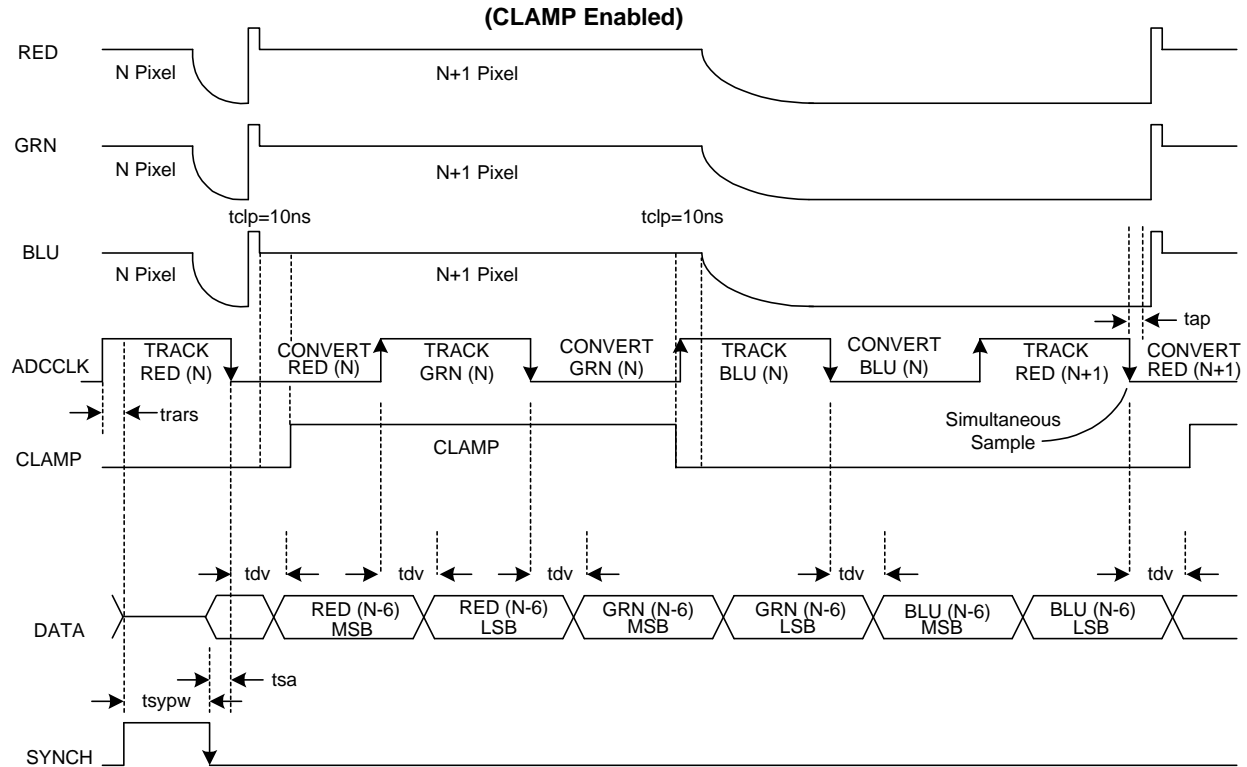 (CLAMP Enabled)
RED
N Pixel
N+1 Pixel
GRN
N Pixel
N+1 Pixel
tclp=10ns
tclp=10ns
BLU
N Pixel
N+1 Pixel
tap
ADCCLK
TRACK
RED (N)
CONVERT
RED (N)
TRACK
GRN (N)
CONVERT
GRN (N)
TRACK
BLU (N)
CONVERT
BLU (N)
TRACK
RED (N+1)
CONVERT
RED (N+1)
trars
Simultaneous
Sample
CLAMP
CLAMP
tdv
tdv
tdv
tdv
tdv
DATA
RED (N-6)
MSB
RED (N-6)
LSB
GRN (N-6)
MSB
GRN (N-6)
LSB
BLU (N-6)
MSB
BLU (N-6)
LSB
tsa
tsypw
SYNCH